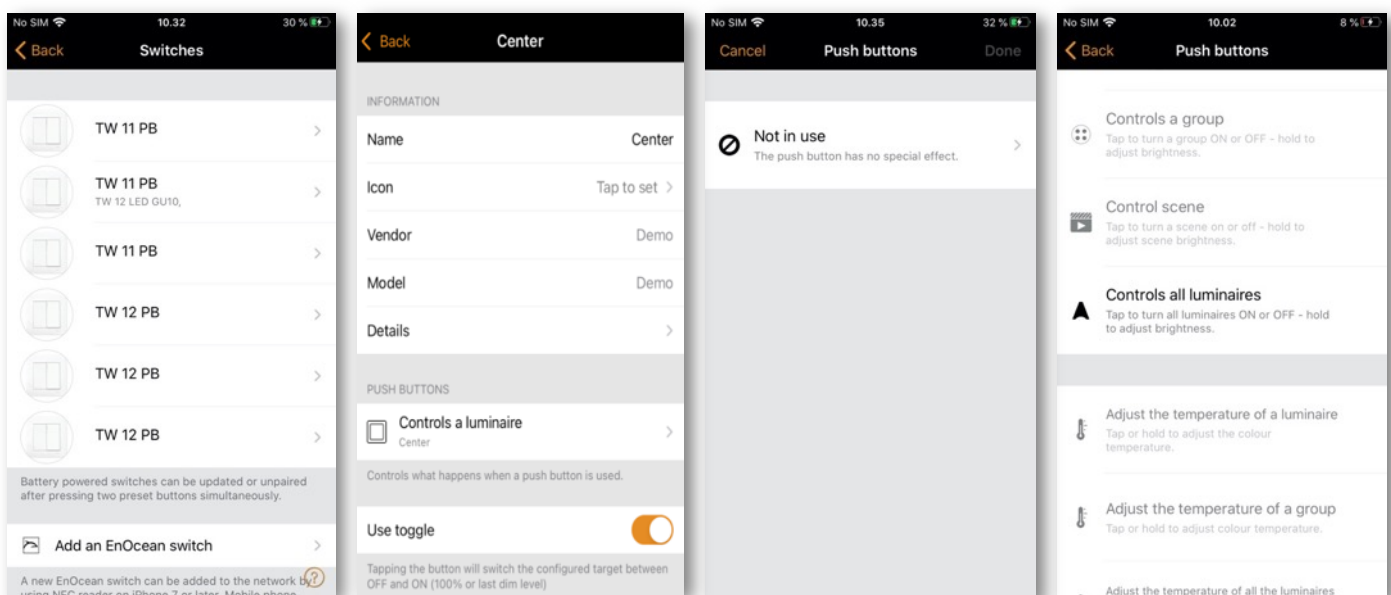 No SIM 10.32 30 %
Back Switches
TW 11 PB
TW 11 PB
TW 12 LED GU10,
TW 11 PB
TW 12 PB
TW 12 PB
TW 12 PB
Battery powered switches can be updated or unpaired
after pressing two preset buttons simultaneously.
Add an EnOcean switch
A new EnOcean switch can be added to the network by
?
using NFC reader on iPhone 7 or later. Mobile phone
Back Center
INFORMATION
Name Center
Icon Tap to set
Vendor Demo
Model Demo
Details
PUSH BUTTONS
Controls a luminaire
Center
Controls what happens when a push button is used.
Use toggle
Tapping the button will switch the configured target between
OFF and ON (100% or last dim level)
No SIM 10.35 32 %
Cancel Push buttons Done
Not in use
The push button has no special effect.
No SIM 10.02 8 %
Back Push buttons
Controls a group
Tap to turn a group ON or OFF - hold to
adjust brightness.
Control scene
Tap to turn a scene on or off - hold to
adjust scene brightness.
Controls all luminaires
Tap to turn all luminaires ON or OFF - hold
to adjust brightness.
Adjust the temperature of a luminaire
Tap or hold to adjust the colour
temperature.
Adjust the temperature of a group
Tap or hold to adjust colour temperature.
Adjust the temperature of all the luminaires